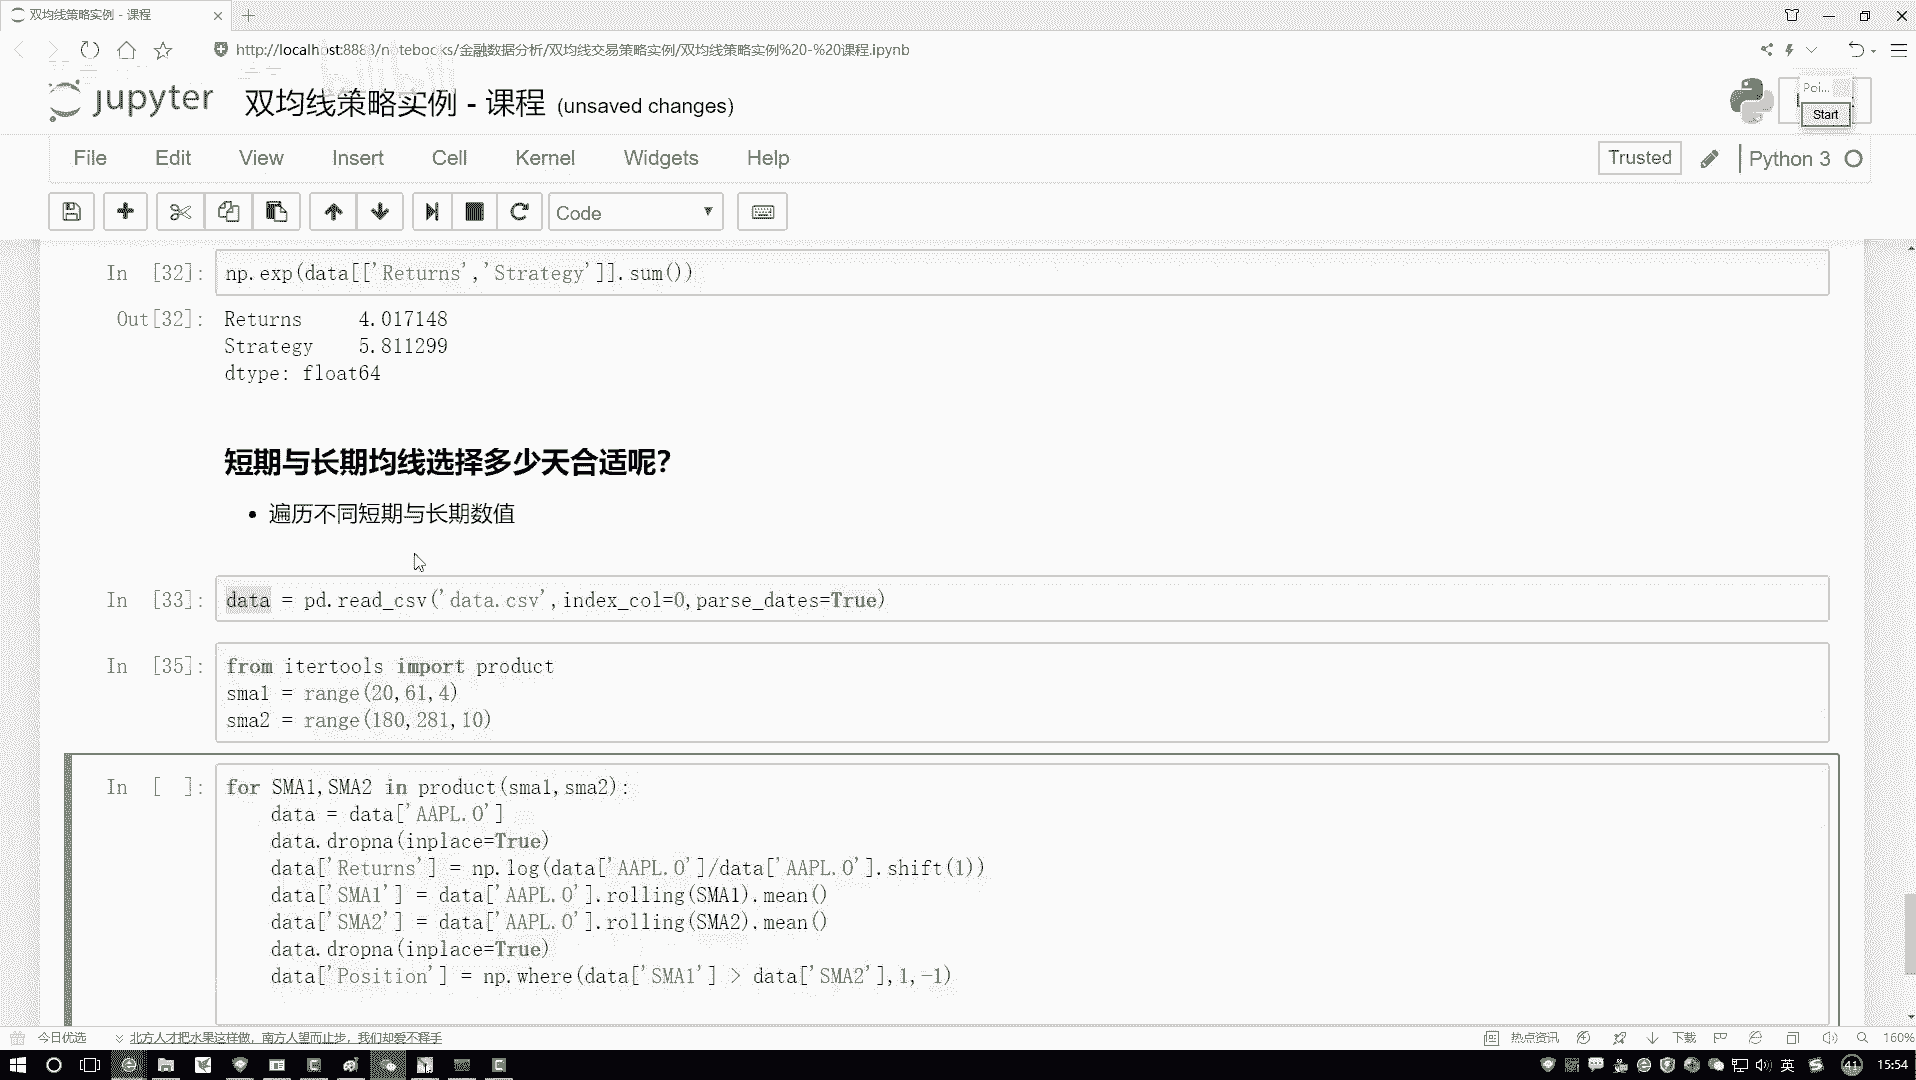 双均线策略实例 - 课程
http://localhost:8888/notebooks/金融数据分析/双均线交易策略实例/双均线策略实例%20-%20课程.ipynb
jupyter 双均线策略实例 - 课程 (unsaved changes)
Poi...
Start
File Edit View Insert Cell Kernel Widgets Help
Trusted Python 3
Code
In [32]: np.exp(data[['Returns','Strategy']].sum())
Out[32]: Returns 4.017148
Strategy 5.811299
dtype: float64
短期与长期均线选择多少天合适呢?
• 遍历不同短期与长期数值
In [33]: data = pd.read_csv('data.csv',index_col=0,parse_dates=True)
In [35]: from itertools import product
sma1 = range(20,61,4)
sma2 = range(180,281,10)
In [ ]: for SMA1,SMA2 in product(sma1,sma2):
data = data['AAPL.O']
data.dropna(inplace=True)
data['Returns'] = np.log(data['AAPL.O']/data['AAPL.O'].shift(1))
data['SMA1'] = data['AAPL.O'].rolling(SMA1).mean()
data['SMA2'] = data['AAPL.O'].rolling(SMA2).mean()
data.dropna(inplace=True)
data['Position'] = np.where(data['SMA1'] > data['SMA2'],1,-1)
今日优选 北方人才把水果这样做，南方人望而止步，我们却爱不释手
热点资讯 下载 160%
英 41 15:54